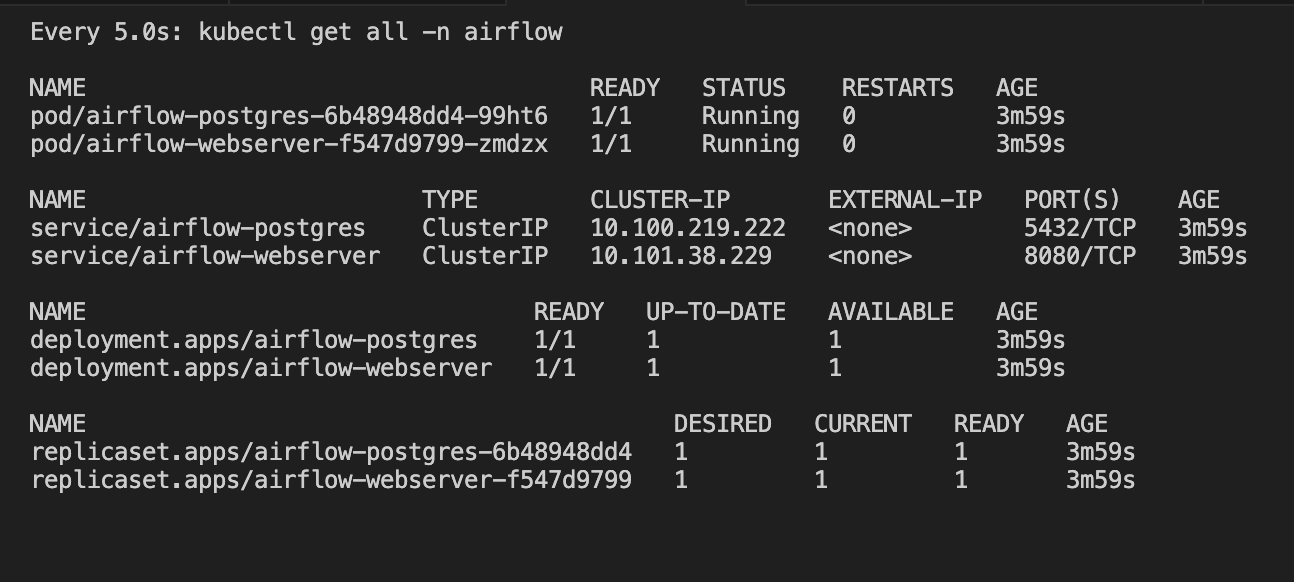 Every 5.0s: kubectl get all -n airflow
NAME READY STATUS RESTARTS AGE
pod/airflow-postgres-6b48948dd4-99ht6 1/1 Running 0 3m59s
pod/airflow-webserver-f547d9799-zmdzx 1/1 Running 0 3m59s
NAME TYPE CLUSTER-IP EXTERNAL-IP PORT(S) AGE
service/airflow-postgres ClusterIP 10.100.219.222 <none> 5432/TCP 3m59s
service/airflow-webserver ClusterIP 10.101.38.229 <none> 8080/TCP 3m59s
NAME READY UP-TO-DATE AVAILABLE AGE
deployment.apps/airflow-postgres 1/1 1 1 3m59s
deployment.apps/airflow-webserver 1/1 1 1 3m59s
NAME DESIRED CURRENT READY AGE
replicaset.apps/airflow-postgres-6b48948dd4 1 1 1 3m59s
replicaset.apps/airflow-webserver-f547d9799 1 1 1 3m59s